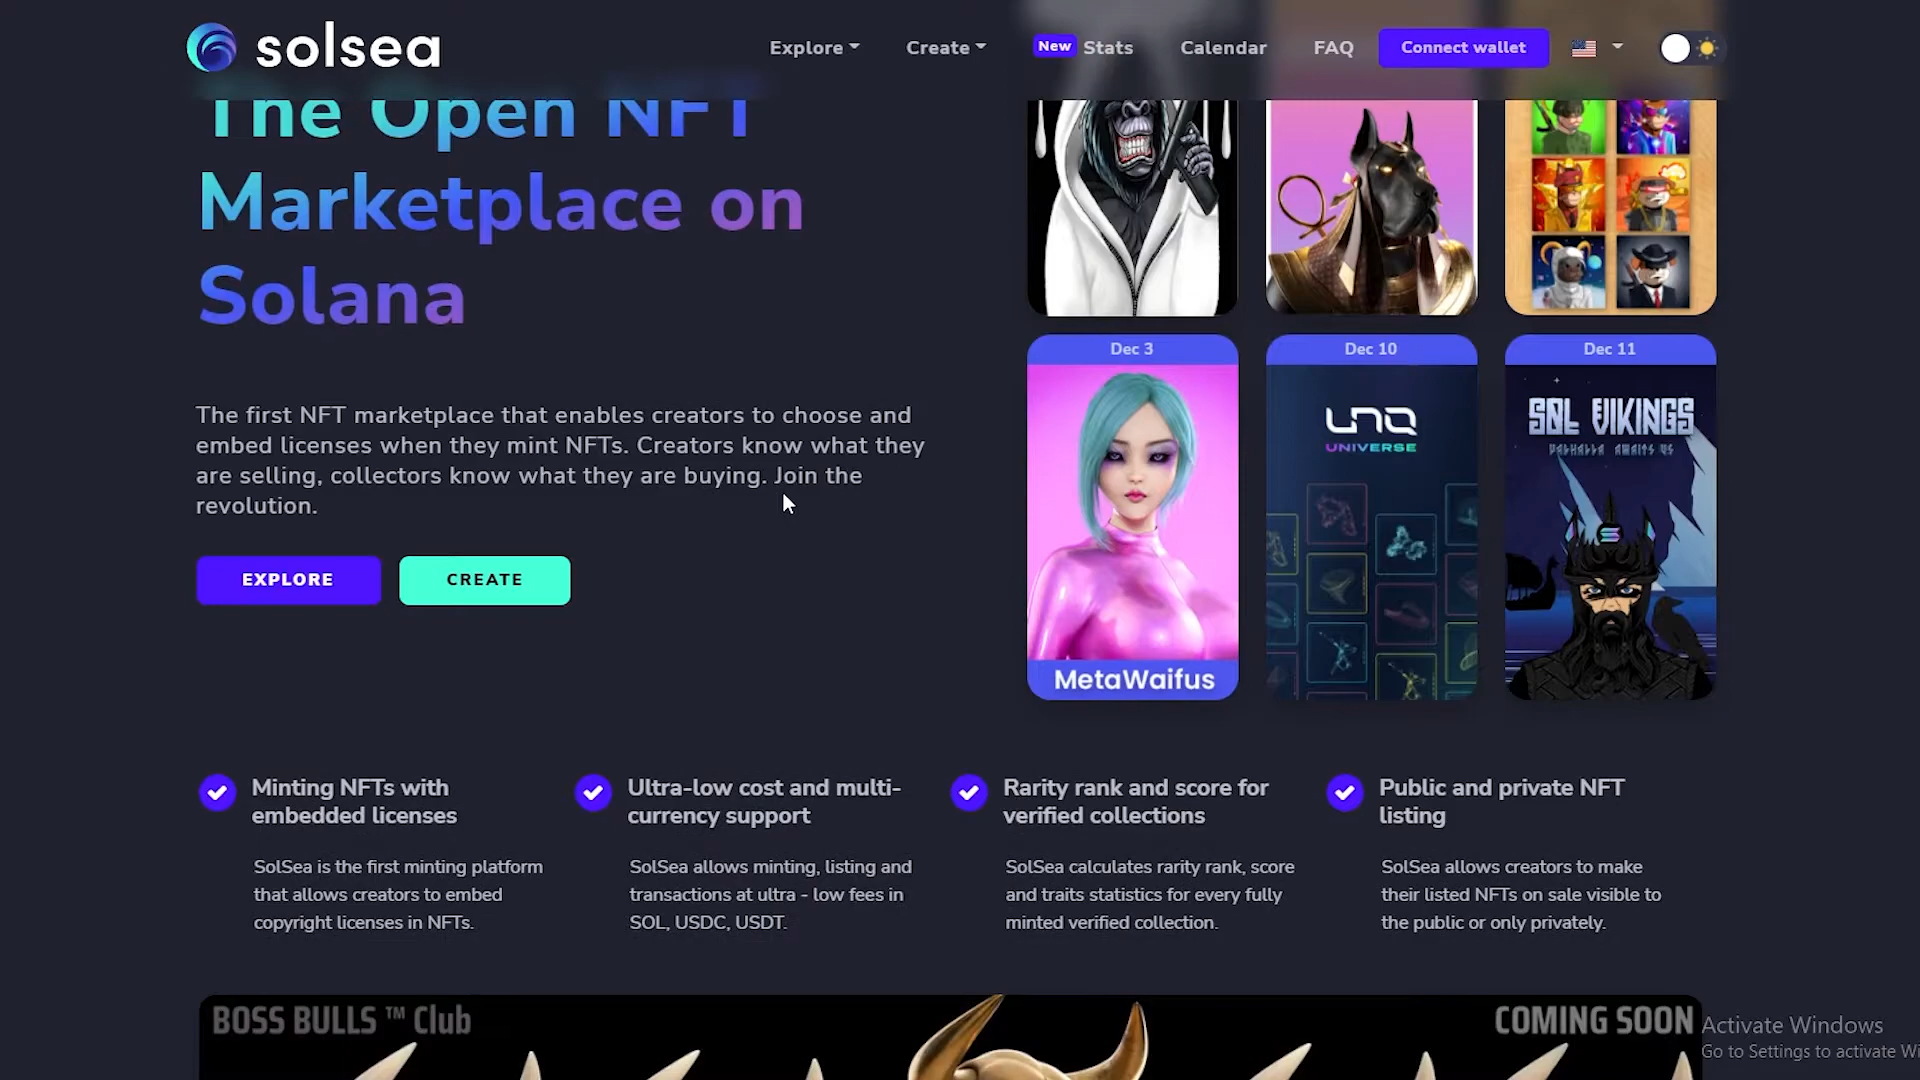 solsea
Explore
Create
New
Stats
Calendar
FAQ
Connect wallet
The Open NFT
Marketplace on
Solana
The first NFT marketplace that enables creators to choose and
embed licenses when they mint NFTs. Creators know what they
are selling, collectors know what they are buying. Join the
revolution.
EXPLORE
CREATE
Dec 3
MetaWaifus
Dec 10
UNQ
UNIVERSE
Dec 11
SOL VIKINGS
VALHALLA AWAITS US
Minting NFTs with
embedded licenses
SolSea is the first minting platform
that allows creators to embed
copyright licenses in NFTs.
Ultra-low cost and multi-
currency support
SolSea allows minting, listing and
transactions at ultra - low fees in
SOL, USDC, USDT.
Rarity rank and score for
verified collections
SolSea calculates rarity rank, score
and traits statistics for every fully
minted verified collection.
Public and private NFT
listing
SolSea allows creators to make
their listed NFTs on sale visible to
the public or only privately.
BOSS BULLS ™ Club
COMING SOON
Activate Windows
Go to Settings to activate Wi